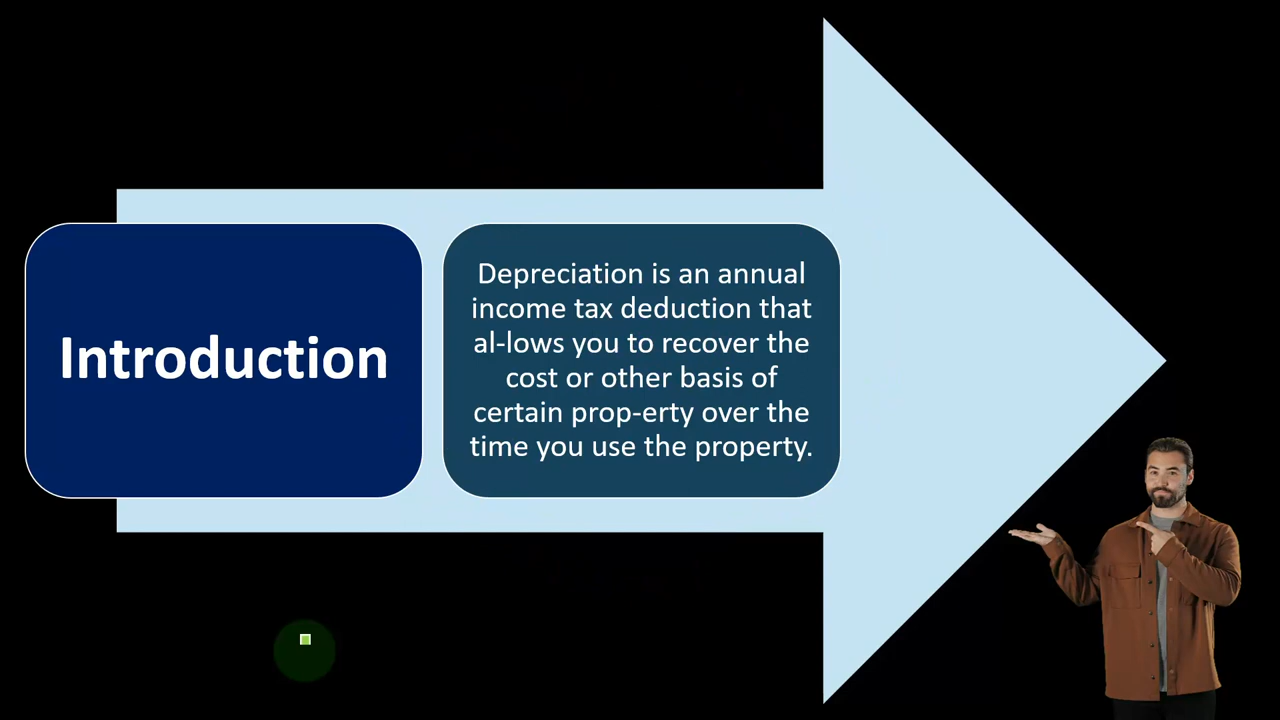 Introduction
Depreciation is an annual
income tax deduction that
al-lows you to recover the
cost or other basis of
certain prop-erty over the
time you use the property.